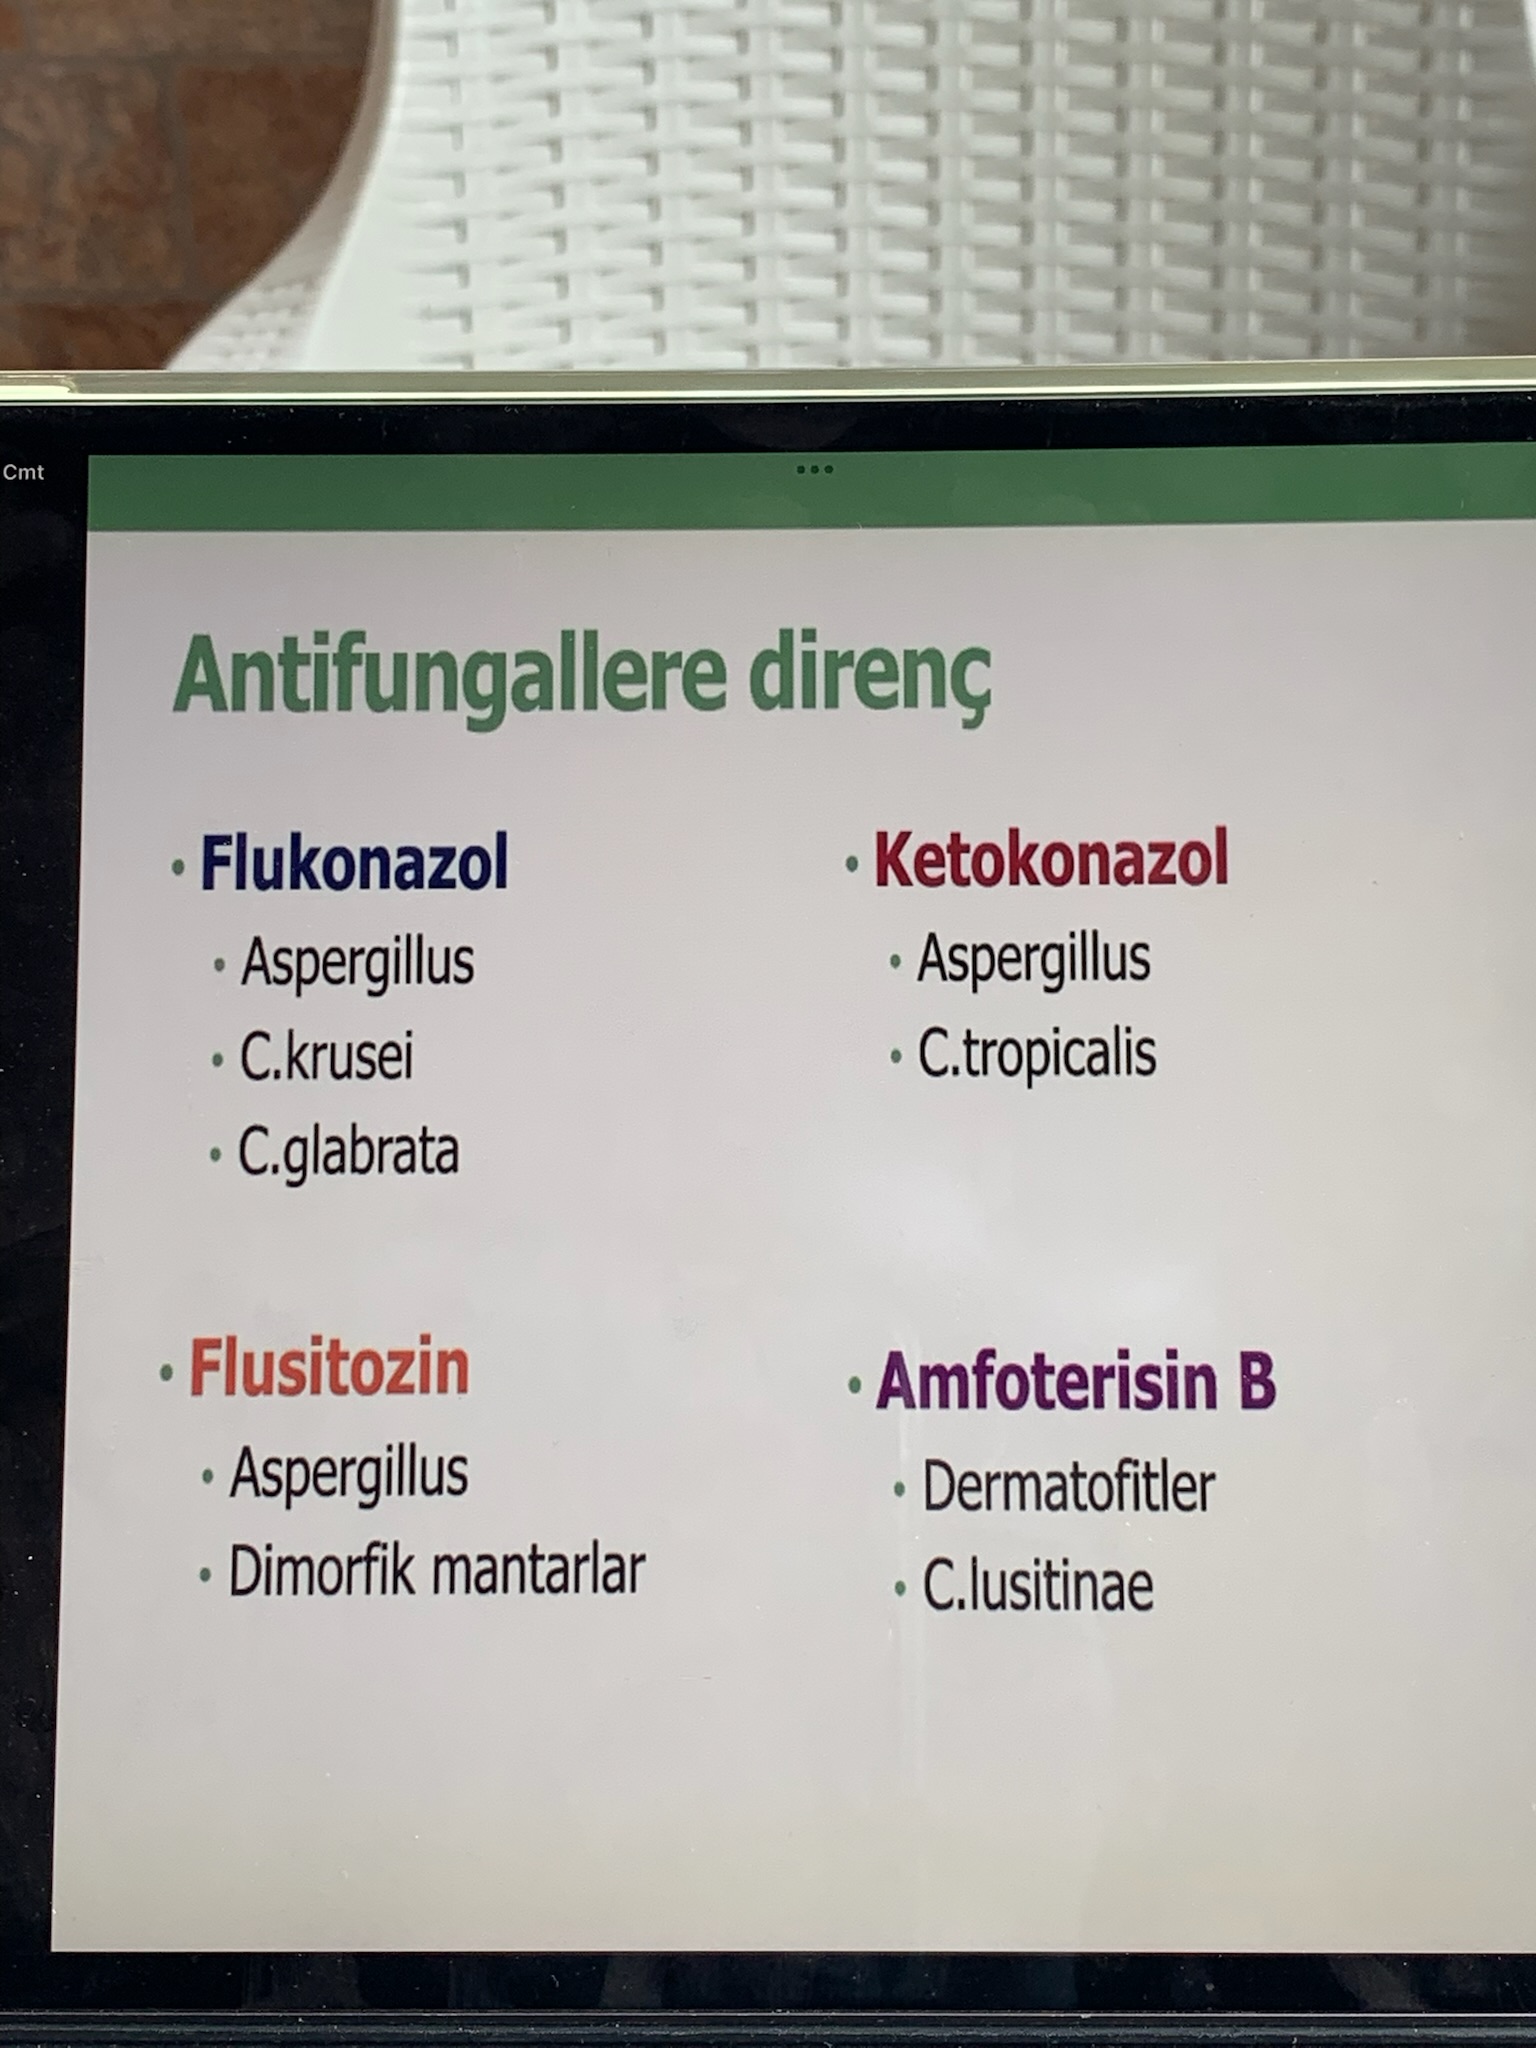 Cmt
Antifungallere direnç
• Flukonazol
• Aspergillus
• C.krusei
• C.glabrata
• Ketokonazol
• Aspergillus
• C.tropicalis
• Flusitozin
• Aspergillus
• Dimorfik mantarlar
• Amfoterisin B
• Dermatofitler
• C.lusitinae